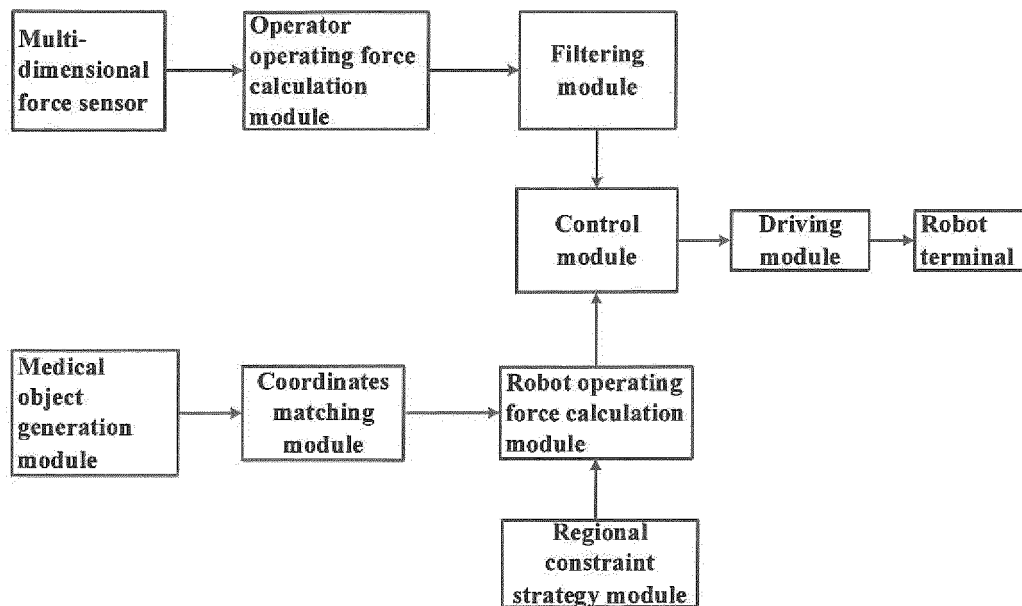 Multi-
dimensional
force sensor
Operator
operating force
calculation
module
Filtering
module
Control
module
Driving
module
Robot
terminal
Medical
object
generation
module
Coordinates
matching
module
Robot operating
force calculation
module
Regional
constraint
strategy module